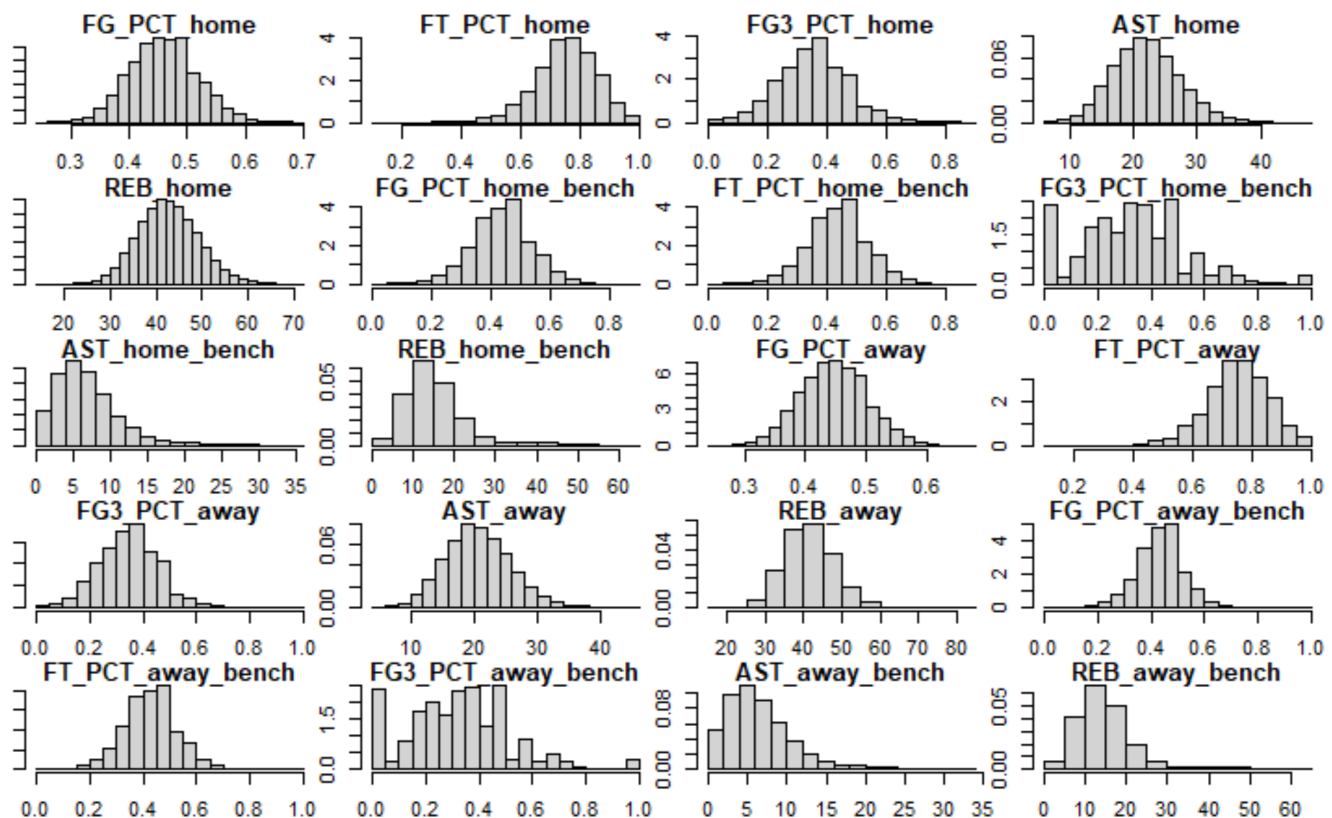 FG_PCT_home FT_PCT_home FG3_PCT_home AST_home
4 2 0
4 2 0
0.06 0.00
0.3 0.4 0.5 0.6 0.7
0.2 0.4 0.6 0.8 1.0
0.0 0.2 0.4 0.6 0.8
10 20 30 40
REB_home FG_PCT_home_bench FT_PCT_home_bench FG3_PCT_home_bench
4 2 0
4 2 0
1.5 0.0
20 30 40 50 60 70
0.0 0.2 0.4 0.6 0.8
0.0 0.2 0.4 0.6 0.8
0.0 0.2 0.4 0.6 0.8 1.0
AST_home_bench REB_home_bench FG_PCT_away FT_PCT_away
0.05 0.00
6 3 0
2 0
0 5 10 15 20 25 30 35
0 10 20 30 40 50 60
0.3 0.4 0.5 0.6
0.2 0.4 0.6 0.8 1.0
FG3_PCT_away AST_away REB_away FG_PCT_away_bench
0.06 0.00
0.04 0.00
4 2 0
0.0 0.2 0.4 0.6 0.8 1.0
10 20 30 40
20 30 40 50 60 70 80
0.0 0.2 0.4 0.6 0.8 1.0
FT_PCT_away_bench FG3_PCT_away_bench AST_away_bench REB_away_bench
1.5 0.0
0.08 0.00
0.05 0.00
0.0 0.2 0.4 0.6 0.8 1.0
0.0 0.2 0.4 0.6 0.8 1.0
0 5 10 15 20 25 30 35
0 10 20 30 40 50 60